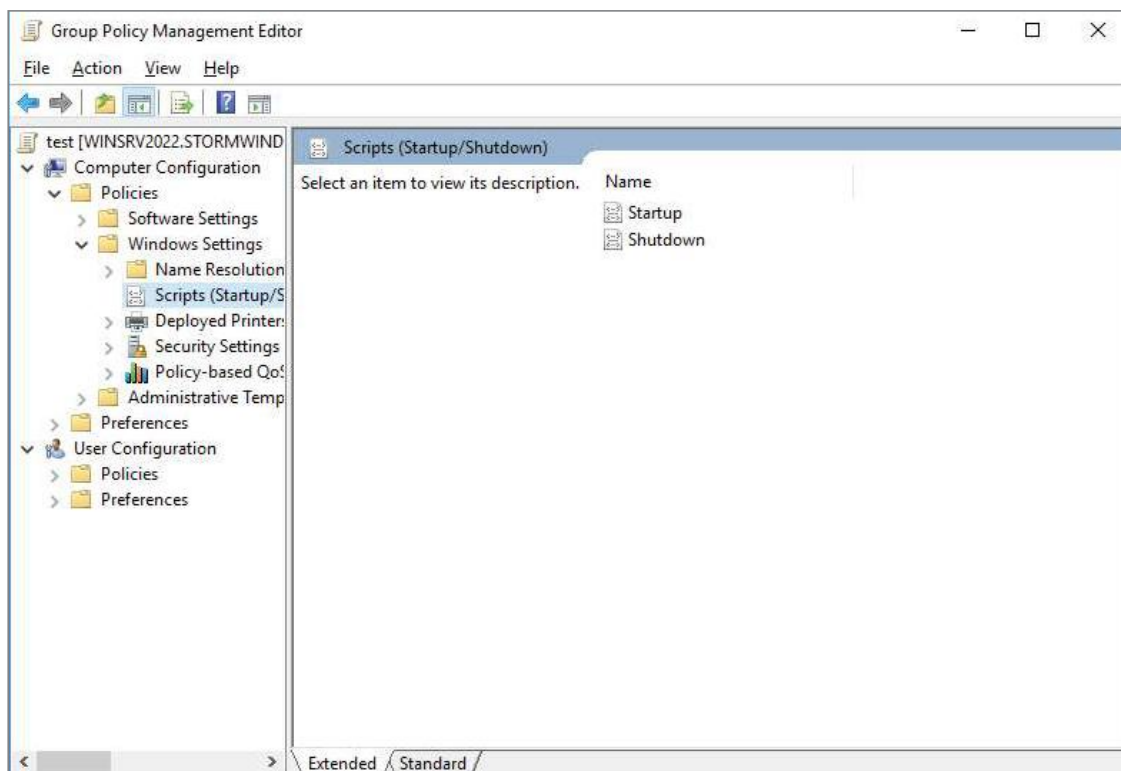 Group Policy Management Editor
File Action View Help
test [WINSRV2022.STORMWIND
Computer Configuration
Policies
Software Settings
Windows Settings
Name Resolution
Scripts (Startup/S
Deployed Printers
Security Settings
Policy-based QoS
Administrative Temp
Preferences
User Configuration
Policies
Preferences
Scripts (Startup/Shutdown)
Select an item to view its description.
Name
Startup
Shutdown
Extended
Standard